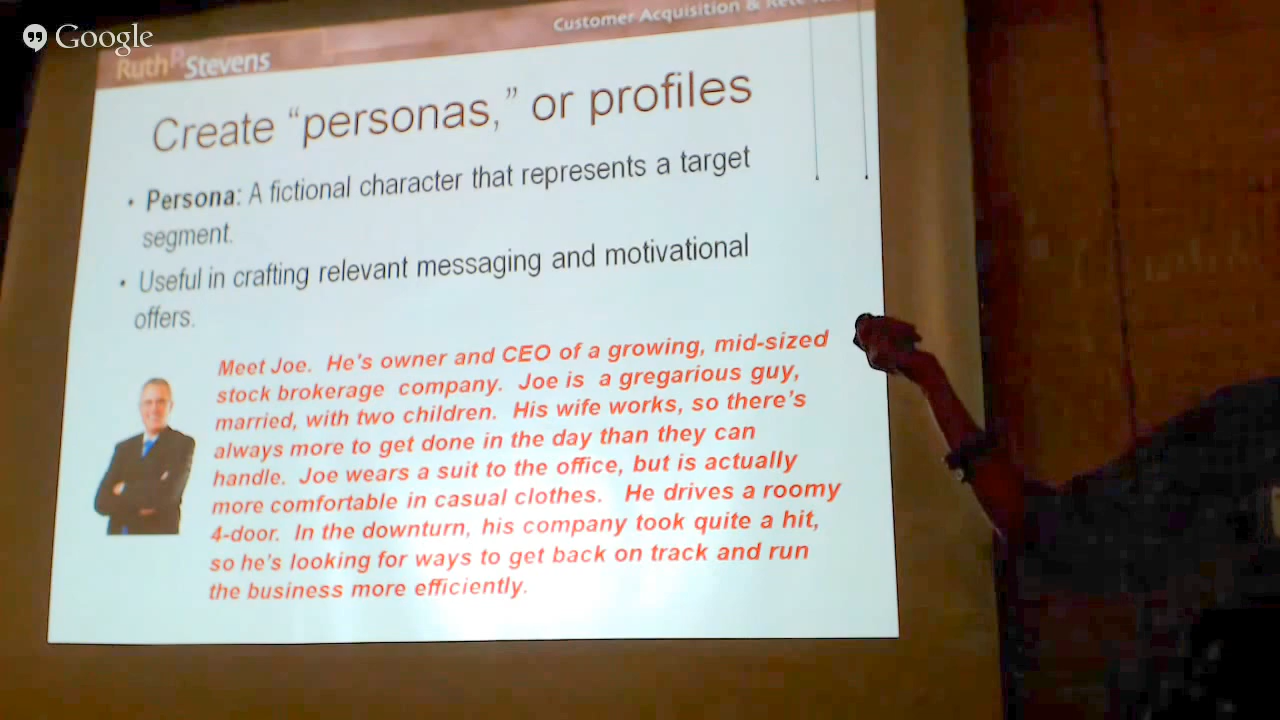 Google
Customer Acquisition &
Ruth P. Stevens
Create “personas,” or profiles
• Persona: A fictional character that represents a target
segment.
• Useful in crafting relevant messaging and motivational
offers.
Meet Joe. He's owner and CEO of a growing, mid-sized
stock brokerage company. Joe is a gregarious guy,
married, with two children. His wife works, so there's
always more to get done in the day than they can
handle. Joe wears a suit to the office, but is actually
more comfortable in casual clothes. He drives a roomy
4-door. In the downturn, his company took quite a hit,
so he's looking for ways to get back on track and run
the business more efficiently.